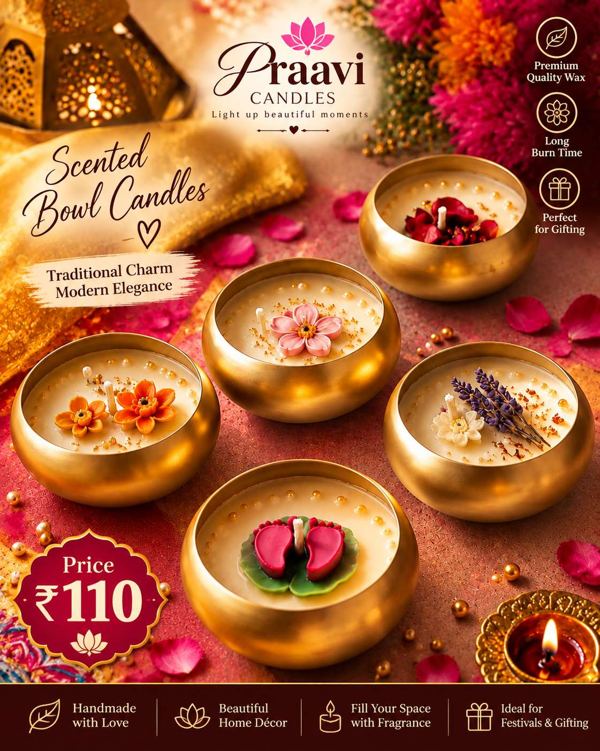 Praavi
CANDLES
Light up beautiful moments
Premium
Quality Wax
Long
Burn Time
Perfect
for Gifting
Scented
Bowl Candles
Traditional Charm
Modern Elegance
Price
₹110
Handmade
with Love
Beautiful
Home Décor
Fill Your Space
with Fragrance
Ideal for
Festivals & Gifting